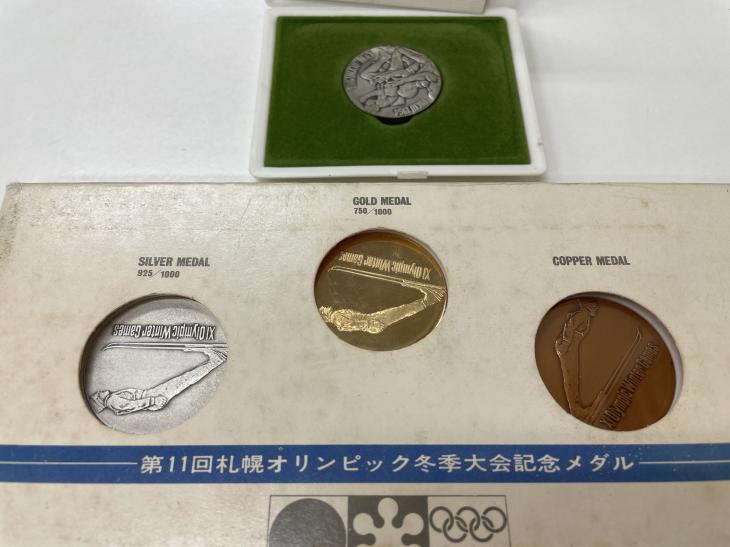 GOLD MEDAL
750/1000
SILVER MEDAL
925/1000
COPPER MEDAL
XI Olympic Winter Games
XI Olympic Winter Games
XI Olympic Winter Games
第11回札幌オリンピック冬季大会記念メダル